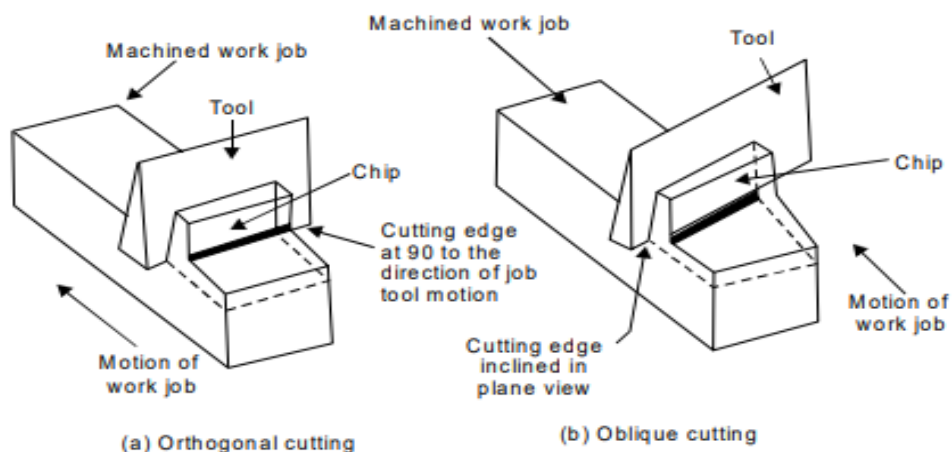 Machined work job
Tool
Chip
Cutting edge
at 90 to the
direction of job
tool motion
Motion of
work job
(a) Orthogonal cutting
Machined work job
Tool
Chip
Motion of
work job
Cutting edge
inclined in
plane view
(b) Oblique cutting